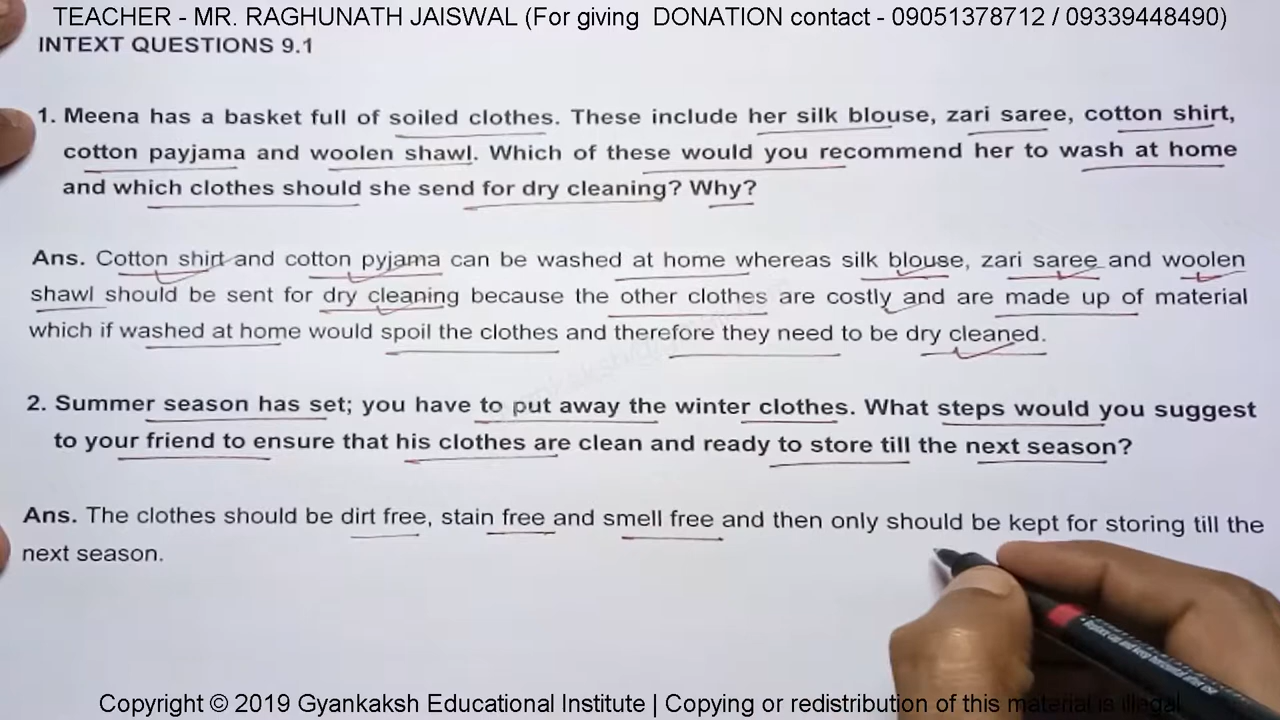 TEACHER - MR. RAGHUNATH JAISWAL (For giving DONATION contact - 09051378712 / 09339448490)
INTEXT QUESTIONS 9.1
1. Meena has a basket full of soiled clothes. These include her silk blouse, zari saree, cotton shirt,
cotton payjama and woolen shawl. Which of these would you recommend her to wash at home
and which clothes should she send for dry cleaning? Why?
Ans. Cotton shirt and cotton pyjama can be washed at home whereas silk blouse, zari saree and woolen
shawl should be sent for dry cleaning because the other clothes are costly and are made up of material
which if washed at home would spoil the clothes and therefore they need to be dry cleaned.
2. Summer season has set; you have to put away the winter clothes. What steps would you suggest
to your friend to ensure that his clothes are clean and ready to store till the next season?
Ans. The clothes should be dirt free, stain free and smell free and then only should be kept for storing till the
next season.
Copyright © 2019 Gyankaksh Educational Institute | Copying or redistribution of this material is illegal